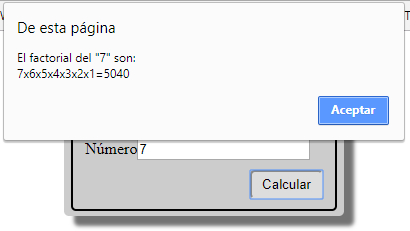 De esta página
El factorial del "7" son:
7x6x5x4x3x2x1=5040
Aceptar
Número 7
Calcular